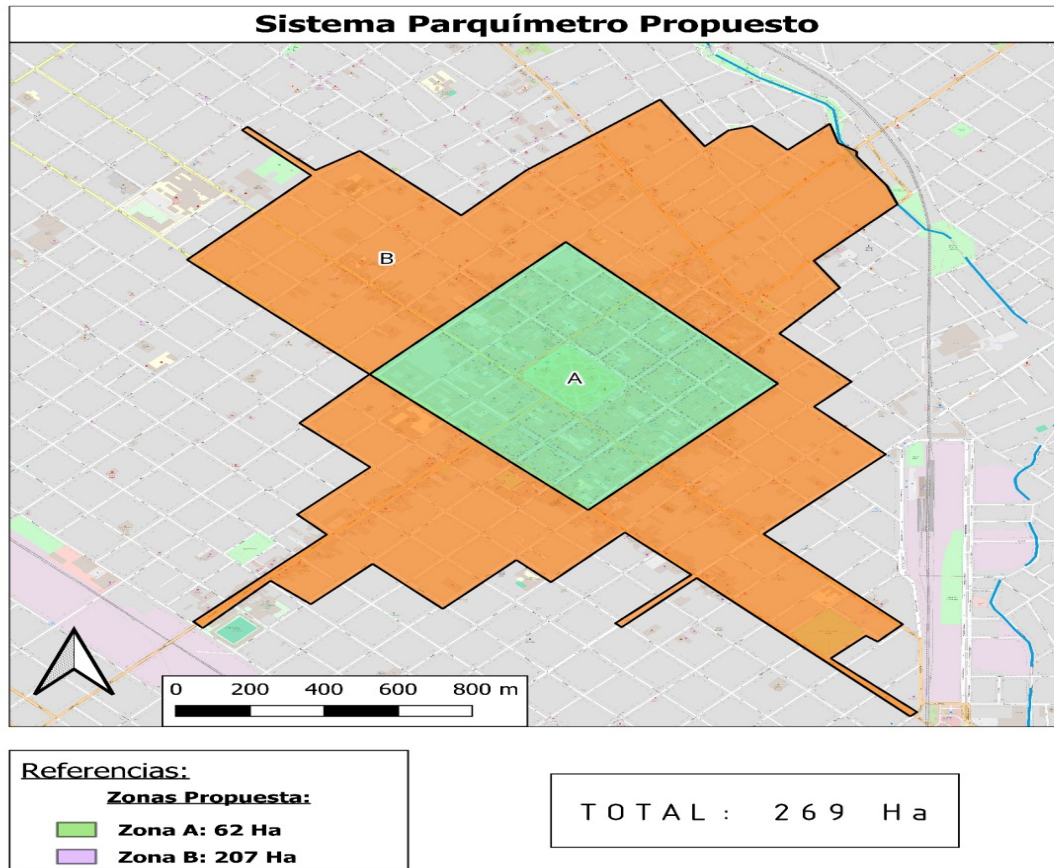 Sistema Parquímetro Propuesto
B
A
0 200 400 600 800 m
Referencias:
Zonas Propuesta:
Zona A: 62 Ha
Zona B: 207 Ha
TOTAL: 269 Ha